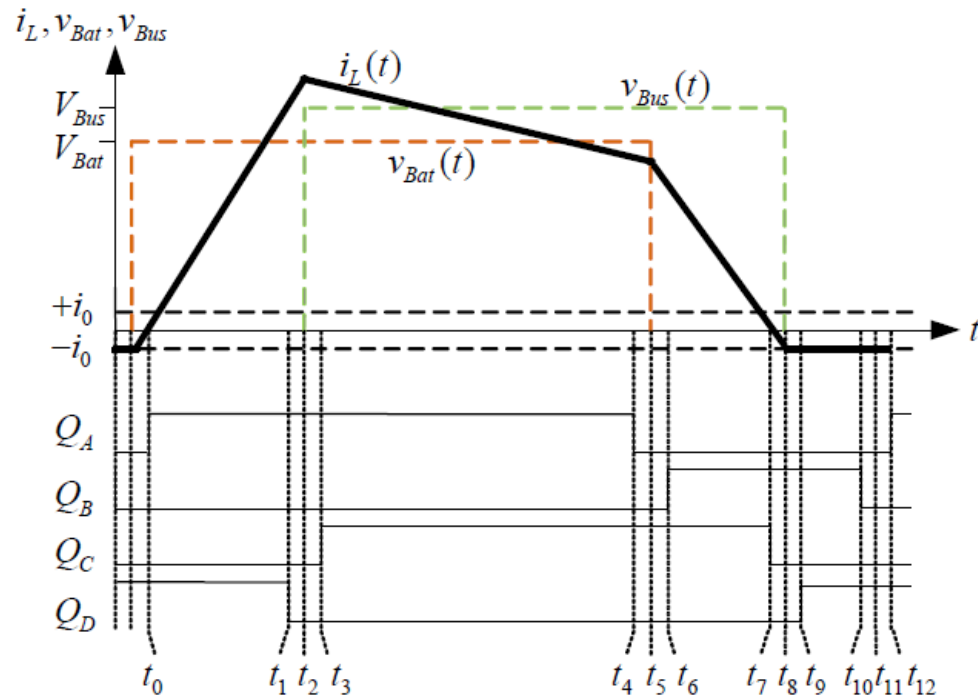 i_L, v_Bat, v_Bus
i_L(t)
V_Bus
v_Bus(t)
V_Bat
v_Bat(t)
+i_0
t
−i_0
Q_A
Q_B
Q_C
Q_D
t_0 t_1 t_2 t_3 t_4 t_5 t_6 t_7 t_8 t_9 t_10 t_11 t_12